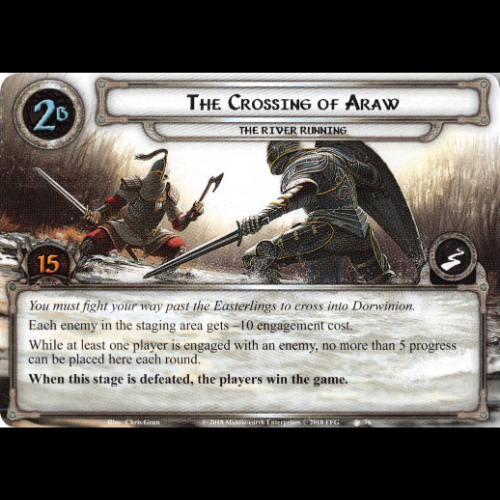 2B
THE CROSSING OF ARAW
THE RIVER RUNNING
15
You must fight your way past the Easterlings to cross into Dorwinion.
Each enemy in the staging area gets –10 engagement cost.
While at least one player is engaged with an enemy, no more than 5 progress
can be placed here each round.
When this stage is defeated, the players win the game.
Illus. Chris Grun © 2018 Middle-earth Enterprises © 2018 FFG 76